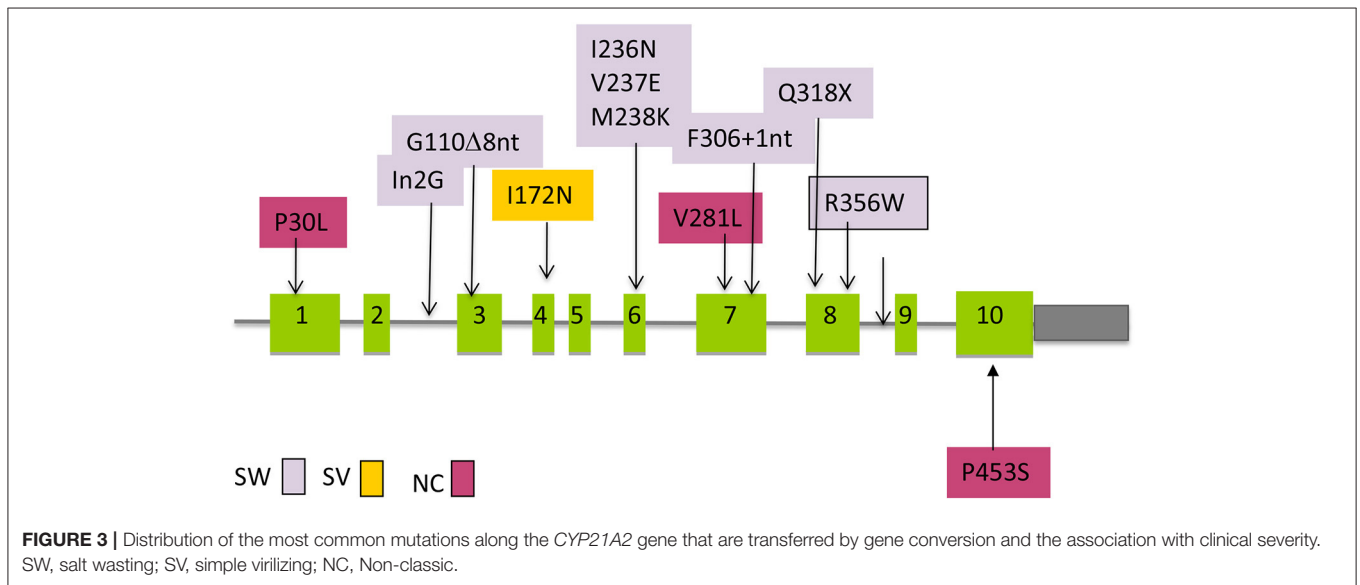 I236N
V237E
M238K
Q318X
G110Δ8nt
F306+1nt
In2G
I172N
R356W
P30L
V281L
1
2
3
4
5
6
7
8
9
10
P453S
SW
SV
NC
FIGURE 3 | Distribution of the most common mutations along the CYP21A2 gene that are transferred by gene conversion and the association with clinical severity.
SW, salt wasting; SV, simple virilizing; NC, Non-classic.